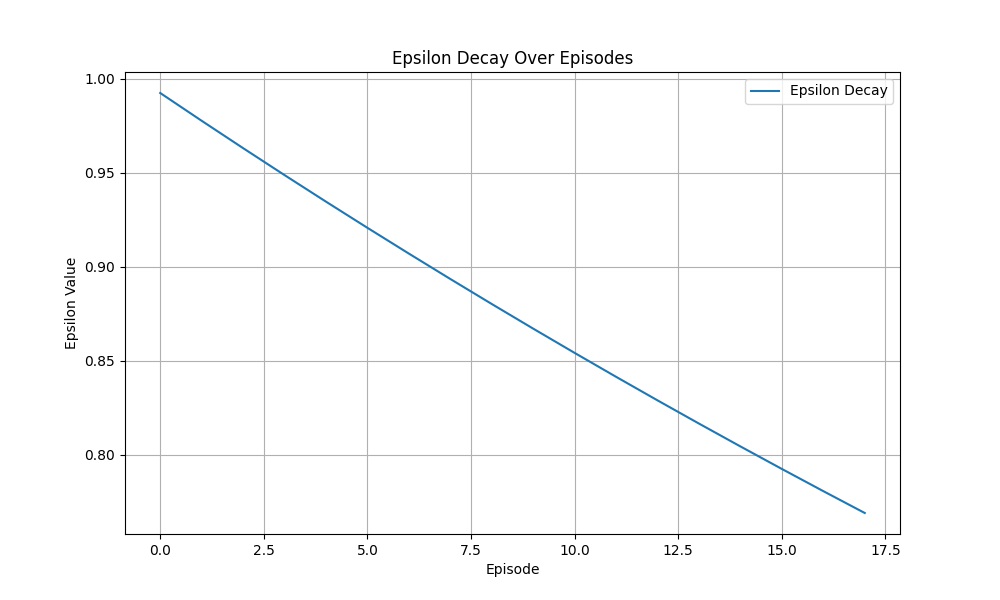 Epsilon Decay Over Episodes
Epsilon Decay
1.00
0.95
0.90
0.85
0.80
Epsilon Value
0.0 2.5 5.0 7.5 10.0 12.5 15.0 17.5
Episode